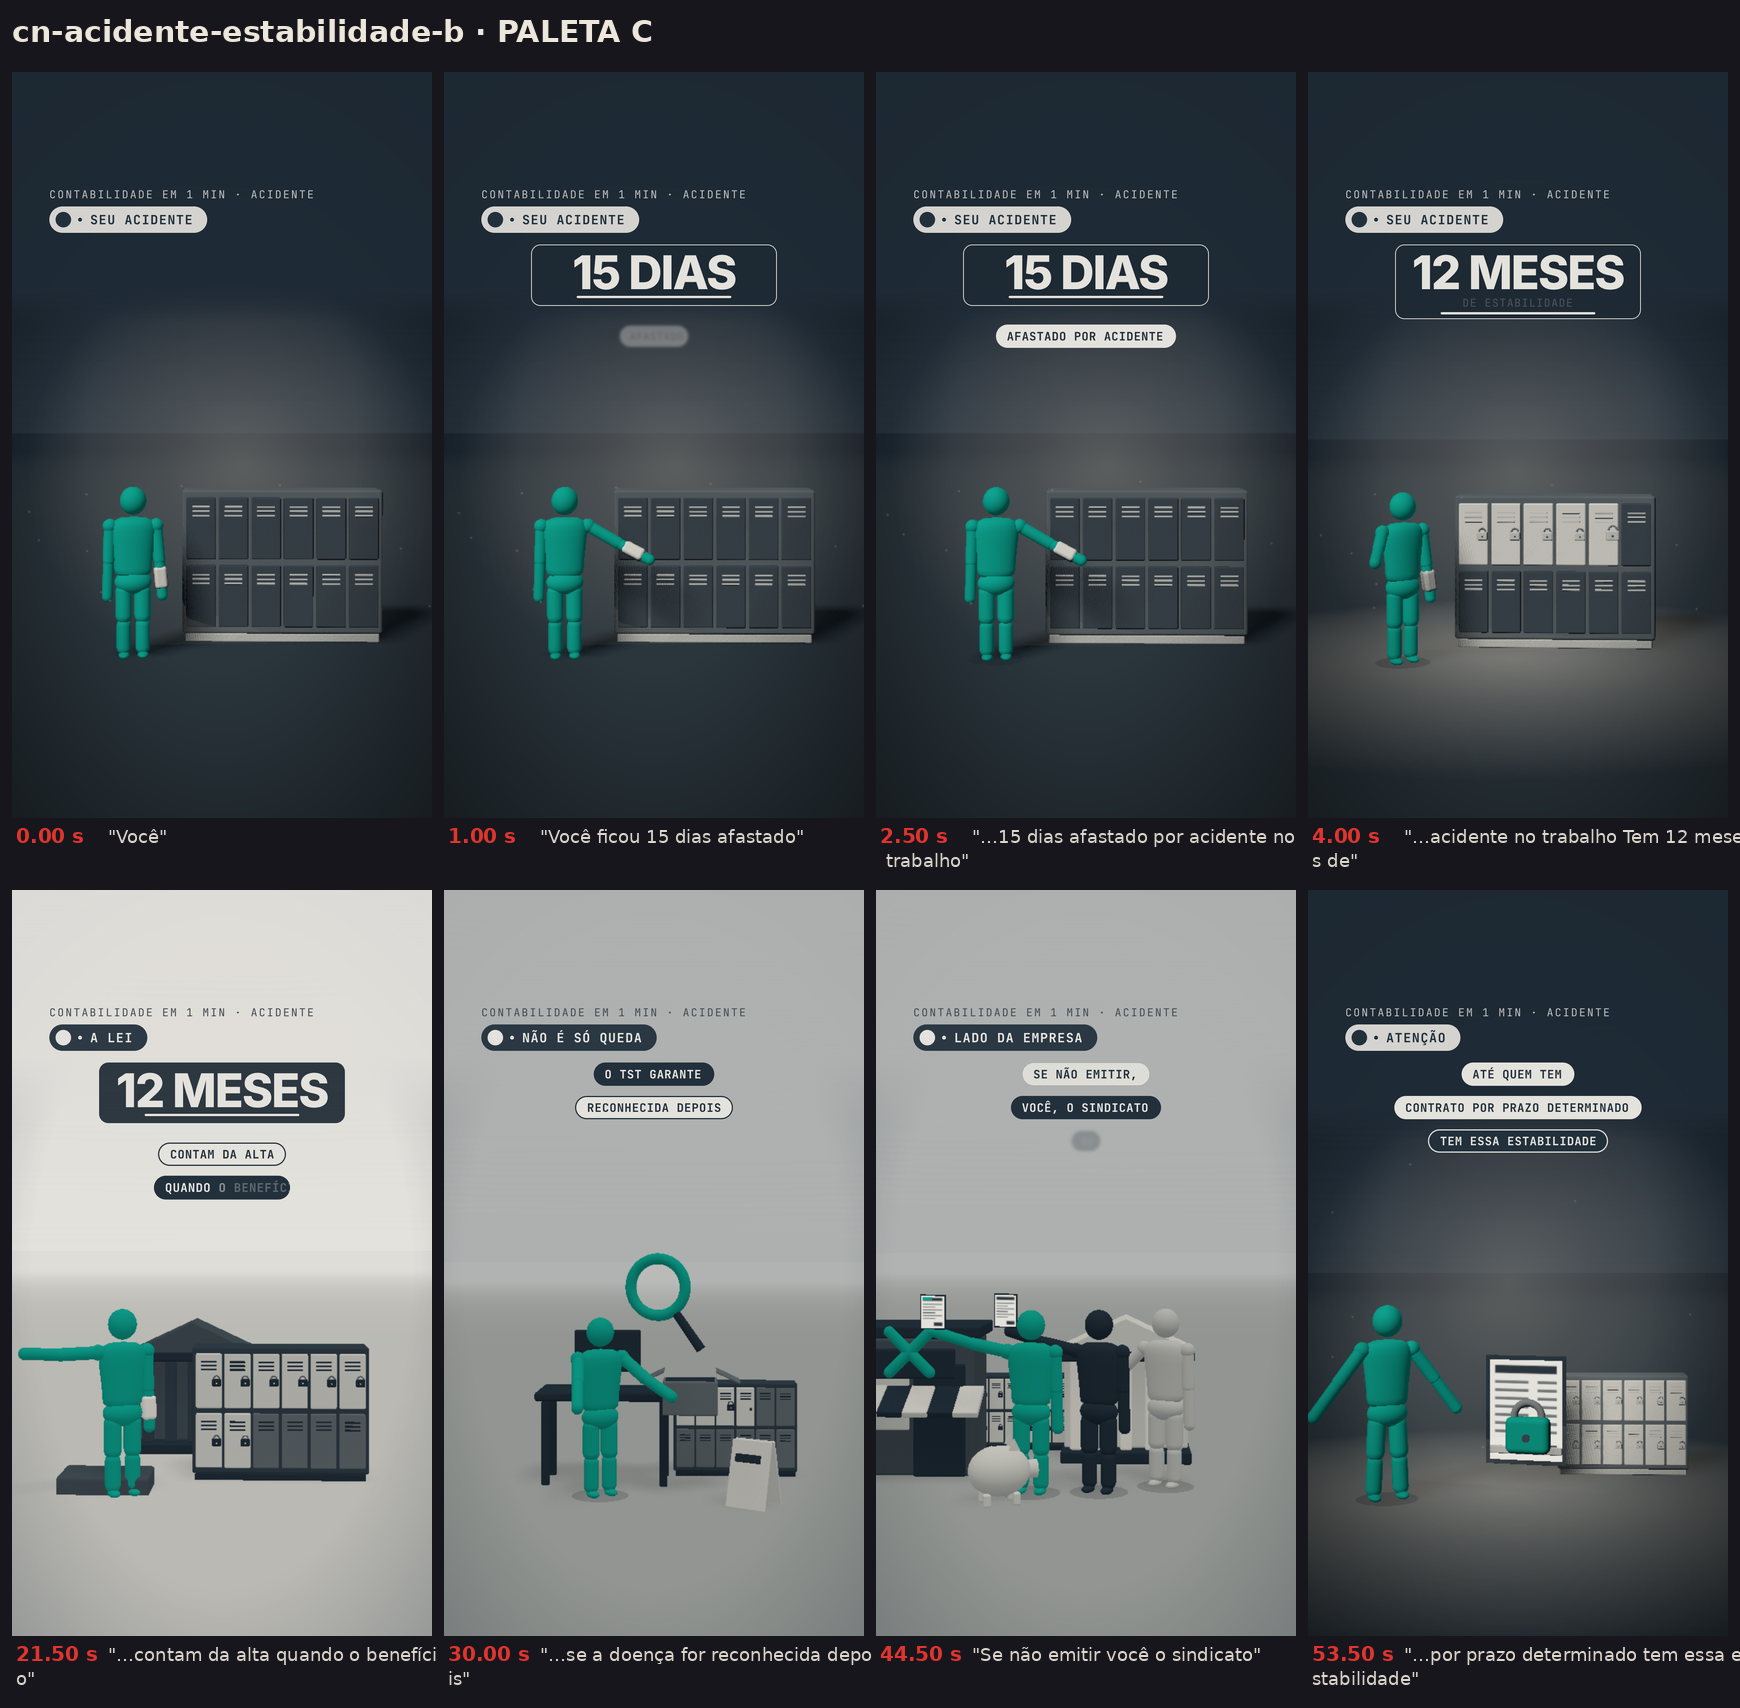 cn-acidente-estabilidade-b · PALETA C
CONTABILIDADE EM 1 MIN · ACIDENTE
• SEU ACIDENTE
0.00 s "Você"
CONTABILIDADE EM 1 MIN · ACIDENTE
• SEU ACIDENTE
15 DIAS
1.00 s "Você ficou 15 dias afastado"
CONTABILIDADE EM 1 MIN · ACIDENTE
• SEU ACIDENTE
15 DIAS
AFASTADO POR ACIDENTE
2.50 s "...15 dias afastado por acidente no
trabalho"
CONTABILIDADE EM 1 MIN · ACIDENTE
• SEU ACIDENTE
12 MESES
DE ESTABILIDADE
4.00 s "...acidente no trabalho Tem 12 mese
s de"
CONTABILIDADE EM 1 MIN · ACIDENTE
• A LEI
12 MESES
CONTAM DA ALTA
QUANDO O BENEFÍC
21.50 s "...contam da alta quando o benefíci
o"
CONTABILIDADE EM 1 MIN · ACIDENTE
• NÃO É SÓ QUEDA
O TST GARANTE
RECONHECIDA DEPOIS
30.00 s "...se a doença for reconhecida depo
is"
CONTABILIDADE EM 1 MIN · ACIDENTE
• LADO DA EMPRESA
SE NÃO EMITIR,
VOCÊ, O SINDICATO
44.50 s "Se não emitir você o sindicato"
CONTABILIDADE EM 1 MIN · ACIDENTE
• ATENÇÃO
ATÉ QUEM TEM
CONTRATO POR PRAZO DETERMINADO
TEM ESSA ESTABILIDADE
53.50 s "...por prazo determinado tem essa e
stabilidade"